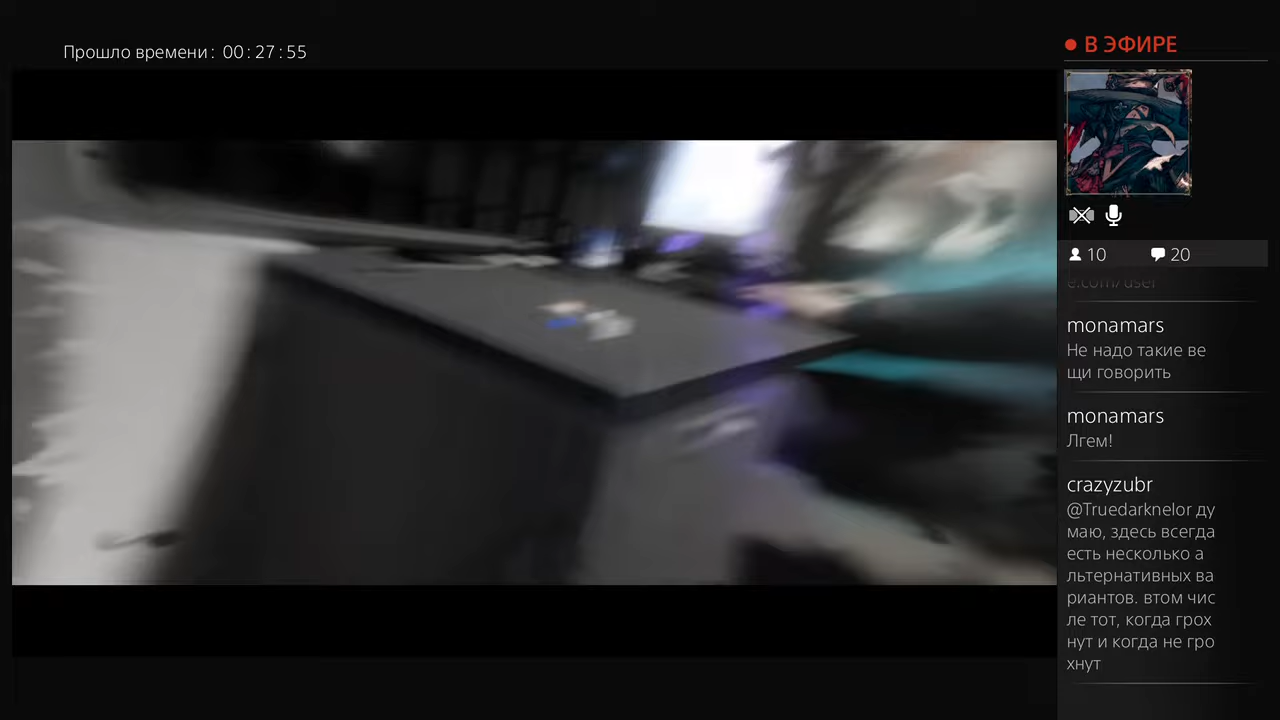 Прошло времени: 00:27:55
В ЭФИРЕ
10 20
e.com/user
monamars
Не надо такие ве
щи говорить
monamars
Лгем!
crazyzubr
@Truedarknelor ду
маю, здесь всегда
есть несколько а
льтернативных ва
риантов. втом чис
ле тот, когда грох
нут и когда не гро
хнут